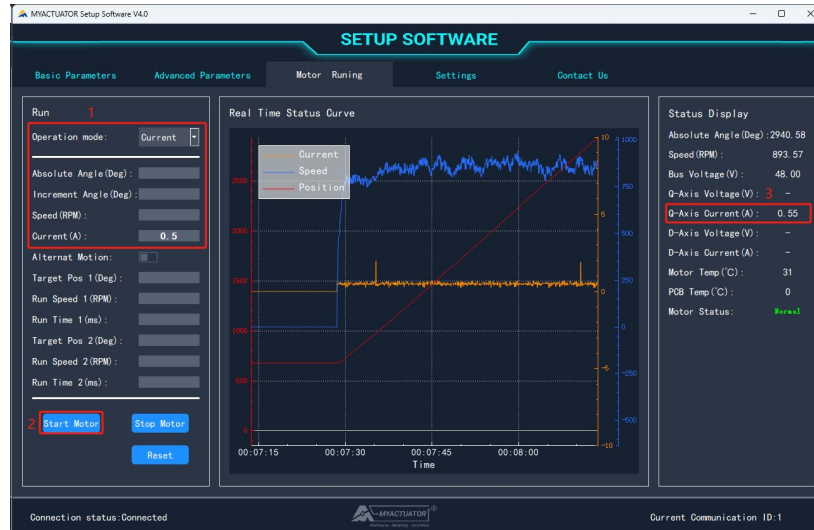 MYACTUATOR Setup Software V4.0
SETUP SOFTWARE
Basic Parameters
Advanced Parameters
Motor Runing
Settings
Contact Us
Run
1
Operation mode: Current
Absolute Angle(Deg):
Increment Angle(Deg):
Speed(RPM):
Current(A): 0.5
Alternat Motion:
Target Pos 1(Deg):
Run Speed 1(RPM):
Run Time 1(ms):
Target Pos 2(Deg):
Run Speed 2(RPM):
Run Time 2(ms):
2
Start Motor
Stop Motor
Reset
Real Time Status Curve
Current
Speed
Position
2500
2000
1500
1000
500
0
10
5
0
-5
-10
1000
750
500
250
0
-250
-500
00:07:15
00:07:30
00:07:45
00:08:00
Time
Status Display
Absolute Angle(Deg):2940.58
Speed(RPM): 893.57
Bus Voltage(V): 48.00
Q-Axis Voltage(V): 3 -
Q-Axis Current(A): 0.55
D-Axis Voltage(V): -
D-Axis Current(A): -
Motor Temp(℃): 31
PCB Temp(℃): 0
Motor Status: Normal
Connection status:Connected
MYACTUATOR®
Current Communication ID:1